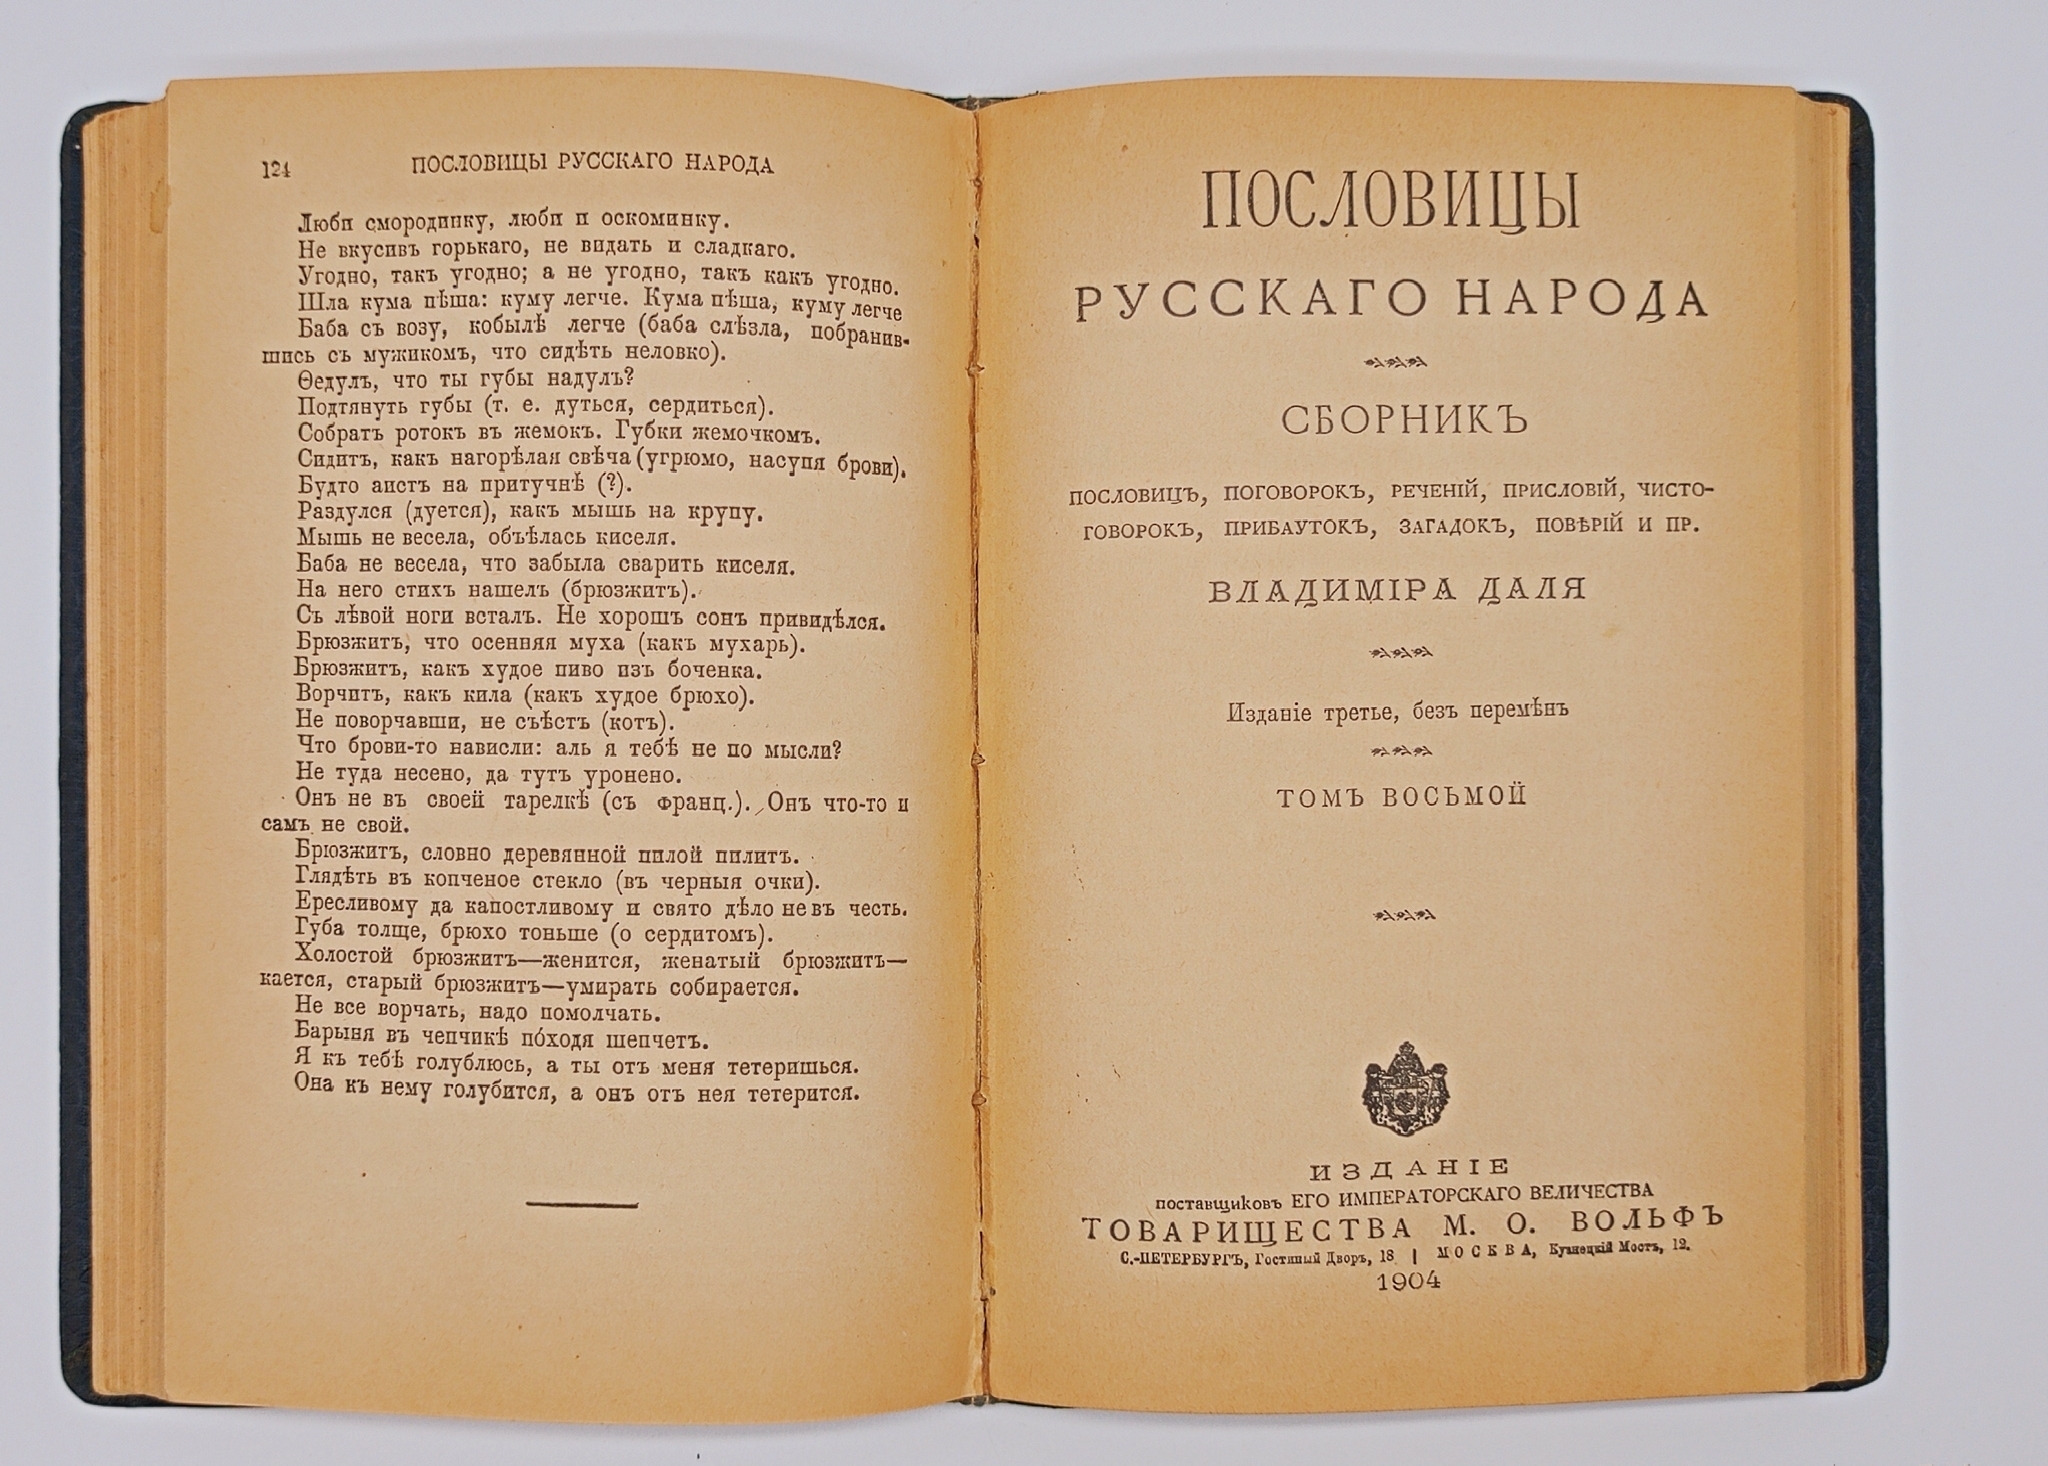 124 ПОСЛОВИЦЫ РУССКАГО НАРОДА
Люби смородинку, люби и оскоминку.
Не вкусивъ горькаго, не видать и сладкаго.
Угодно, такъ угодно; а не угодно, такъ какъ угодно.
Шла кума пѣша: куму легче. Кума пѣша, куму легче
Баба съ возу, кобылѣ легче (баба слѣзла, побранив-
шись съ мужикомъ, что сидѣть неловко).
Ѳедулъ, что ты губы надулъ?
Подтянуть губы (т. е. дуться, сердиться).
Собрать ротокъ въ жемокъ. Губки жемочкомъ.
Сидитъ, какъ нагорѣлая свѣча (угрюмо, насупя брови).
Будто аистъ на притучнѣ (?).
Раздулся (дуется), какъ мышь на крупу.
Мышь не весела, объѣлась киселя.
Баба не весела, что забыла сварить киселя.
На него стихъ нашелъ (брюзжитъ).
Съ лѣвой ноги всталъ. Не хорошъ сонъ привидѣлся.
Брюзжитъ, что осенняя муха (какъ мухарь).
Брюзжитъ, какъ худое пиво изъ боченка.
Ворчитъ, какъ кила (какъ худое брюхо).
Не поворчавши, не съѣстъ (котъ).
Что брови-то нависли: аль я тебѣ не по мысли?
Не туда несено, да тутъ уронено.
Онъ не въ своей тарелкѣ (съ франц.). Онъ что-то и
самъ не свой.
Брюзжитъ, словно деревянной пилой пилитъ.
Глядѣть въ копченое стекло (въ черныя очки).
Ересливому да капостливому и свято дѣло не въ честь.
Губа толще, брюхо тоньше (о сердитомъ).
Холостой брюзжитъ—женится, женатый брюзжитъ—
кается, старый брюзжитъ—умирать собирается.
Не все ворчать, надо помолчать.
Барыня въ чепчикѣ по́ходя шепчетъ.
Я къ тебѣ голублюсь, а ты отъ меня тетеришься.
Она къ нему голубится, а онъ отъ нея тетерится.
ПОСЛОВИЦЫ
РУССКАГО НАРОДА
СБОРНИКЪ
ПОСЛОВИЦЪ, ПОГОВОРОКЪ, РЕЧЕНІЙ, ПРИСЛОВІЙ, ЧИСТО-
ГОВОРОКЪ, ПРИБАУТОКЪ, ЗАГАДОКЪ, ПОВѢРІЙ И ПР.
ВЛАДИМІРА ДАЛЯ
Изданіе третье, безъ перемѣнъ
ТОМЪ ВОСЬМОЙ
ИЗДАНІЕ
поставщиковъ ЕГО ИМПЕРАТОРСКАГО ВЕЛИЧЕСТВА
ТОВАРИЩЕСТВА М. О. ВОЛЬФЪ
С.-ПЕТЕРБУРГЪ, Гостиный Дворъ, 18 | МОСКВА, Кузнецкій Мостъ, 12.
1904